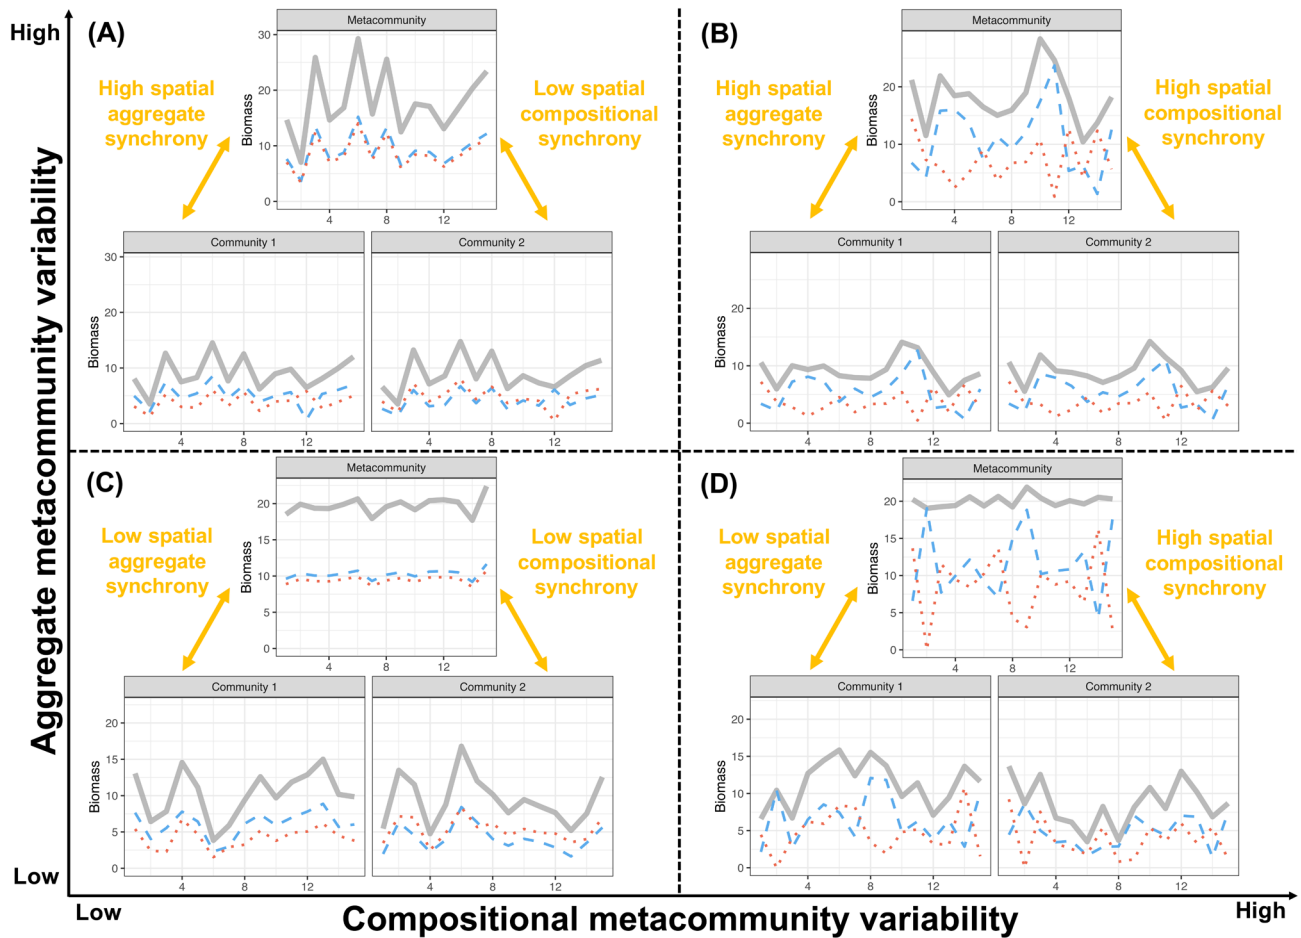 High
Aggregate metacommunity variability
Low
(A)
Metacommunity
High spatial
aggregate
synchrony
Low spatial
compositional
synchrony
Biomass
30
20
10
0
4
8
12
Community 1
Community 2
Biomass
30
20
10
0
4
8
12
4
8
12
(B)
Metacommunity
High spatial
aggregate
synchrony
High spatial
compositional
synchrony
Biomass
20
10
0
4
8
12
Community 1
Community 2
Biomass
20
10
0
4
8
12
4
8
12
(C)
Metacommunity
Low spatial
aggregate
synchrony
Low spatial
compositional
synchrony
Biomass
20
15
10
5
0
4
8
12
Community 1
Community 2
Biomass
20
15
10
5
0
4
8
12
4
8
12
(D)
Metacommunity
Low spatial
aggregate
synchrony
High spatial
compositional
synchrony
Biomass
20
15
10
5
0
4
8
12
Community 1
Community 2
Biomass
20
15
10
5
0
4
8
12
4
8
12
Low
Compositional metacommunity variability
High